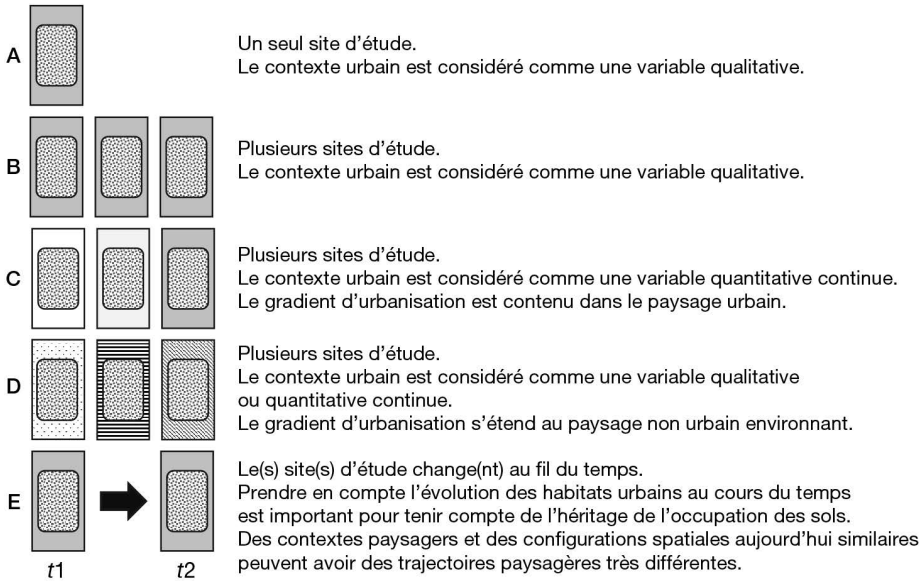 A
Un seul site d’étude.
Le contexte urbain est considéré comme une variable qualitative.
B
Plusieurs sites d’étude.
Le contexte urbain est considéré comme une variable qualitative.
C
Plusieurs sites d’étude.
Le contexte urbain est considéré comme une variable quantitative continue.
Le gradient d’urbanisation est contenu dans le paysage urbain.
D
Plusieurs sites d’étude.
Le contexte urbain est considéré comme une variable qualitative
ou quantitative continue.
Le gradient d’urbanisation s’étend au paysage non urbain environnant.
E
Le(s) site(s) d’étude change(nt) au fil du temps.
Prendre en compte l’évolution des habitats urbains au cours du temps
est important pour tenir compte de l’héritage de l’occupation des sols.
Des contextes paysagers et des configurations spatiales aujourd’hui similaires
peuvent avoir des trajectoires paysagères très différentes.
t1 t2